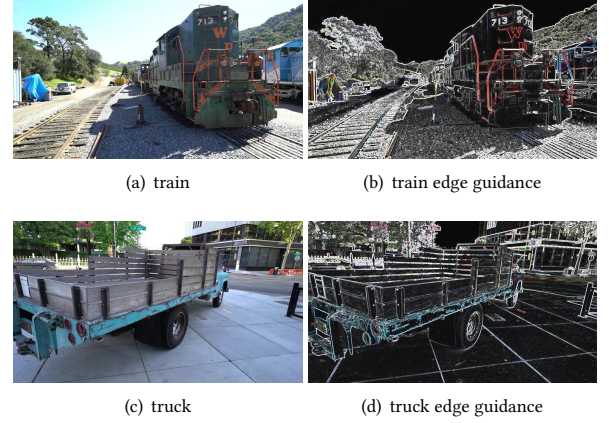 713
W
P
713
W
P
(a) train
(b) train edge guidance
(c) truck
(d) truck edge guidance